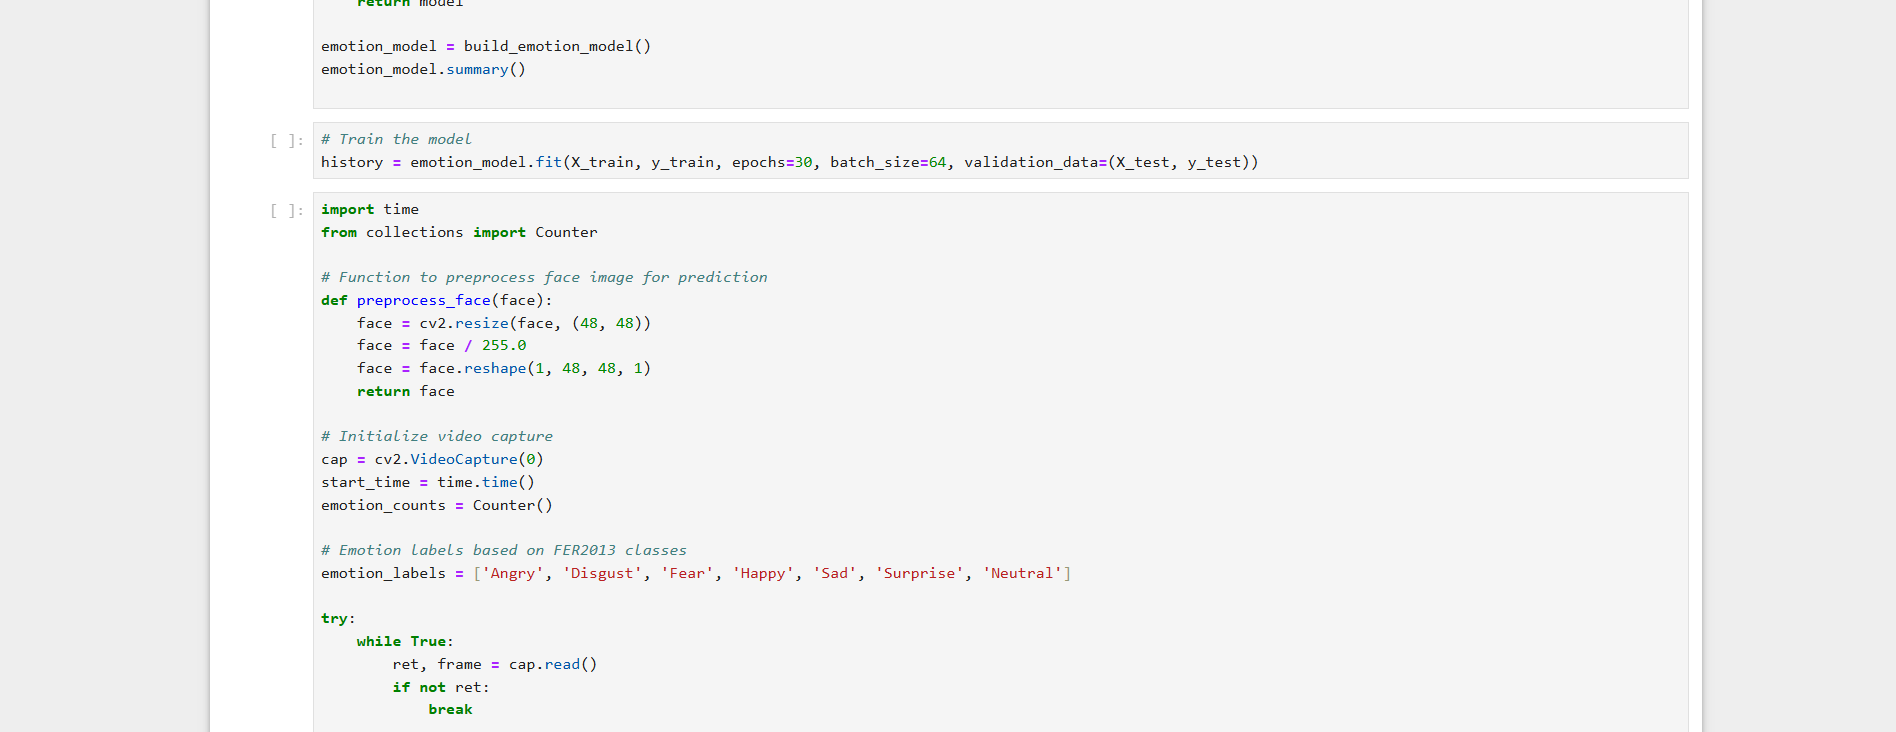 return model
emotion_model = build_emotion_model()
emotion_model.summary()
[ ]:
# Train the model
history = emotion_model.fit(X_train, y_train, epochs=30, batch_size=64, validation_data=(X_test, y_test))
[ ]:
import time
from collections import Counter
# Function to preprocess face image for prediction
def preprocess_face(face):
    face = cv2.resize(face, (48, 48))
    face = face / 255.0
    face = face.reshape(1, 48, 48, 1)
    return face
# Initialize video capture
cap = cv2.VideoCapture(0)
start_time = time.time()
emotion_counts = Counter()
# Emotion labels based on FER2013 classes
emotion_labels = ['Angry', 'Disgust', 'Fear', 'Happy', 'Sad', 'Surprise', 'Neutral']
try:
    while True:
        ret, frame = cap.read()
        if not ret:
            break